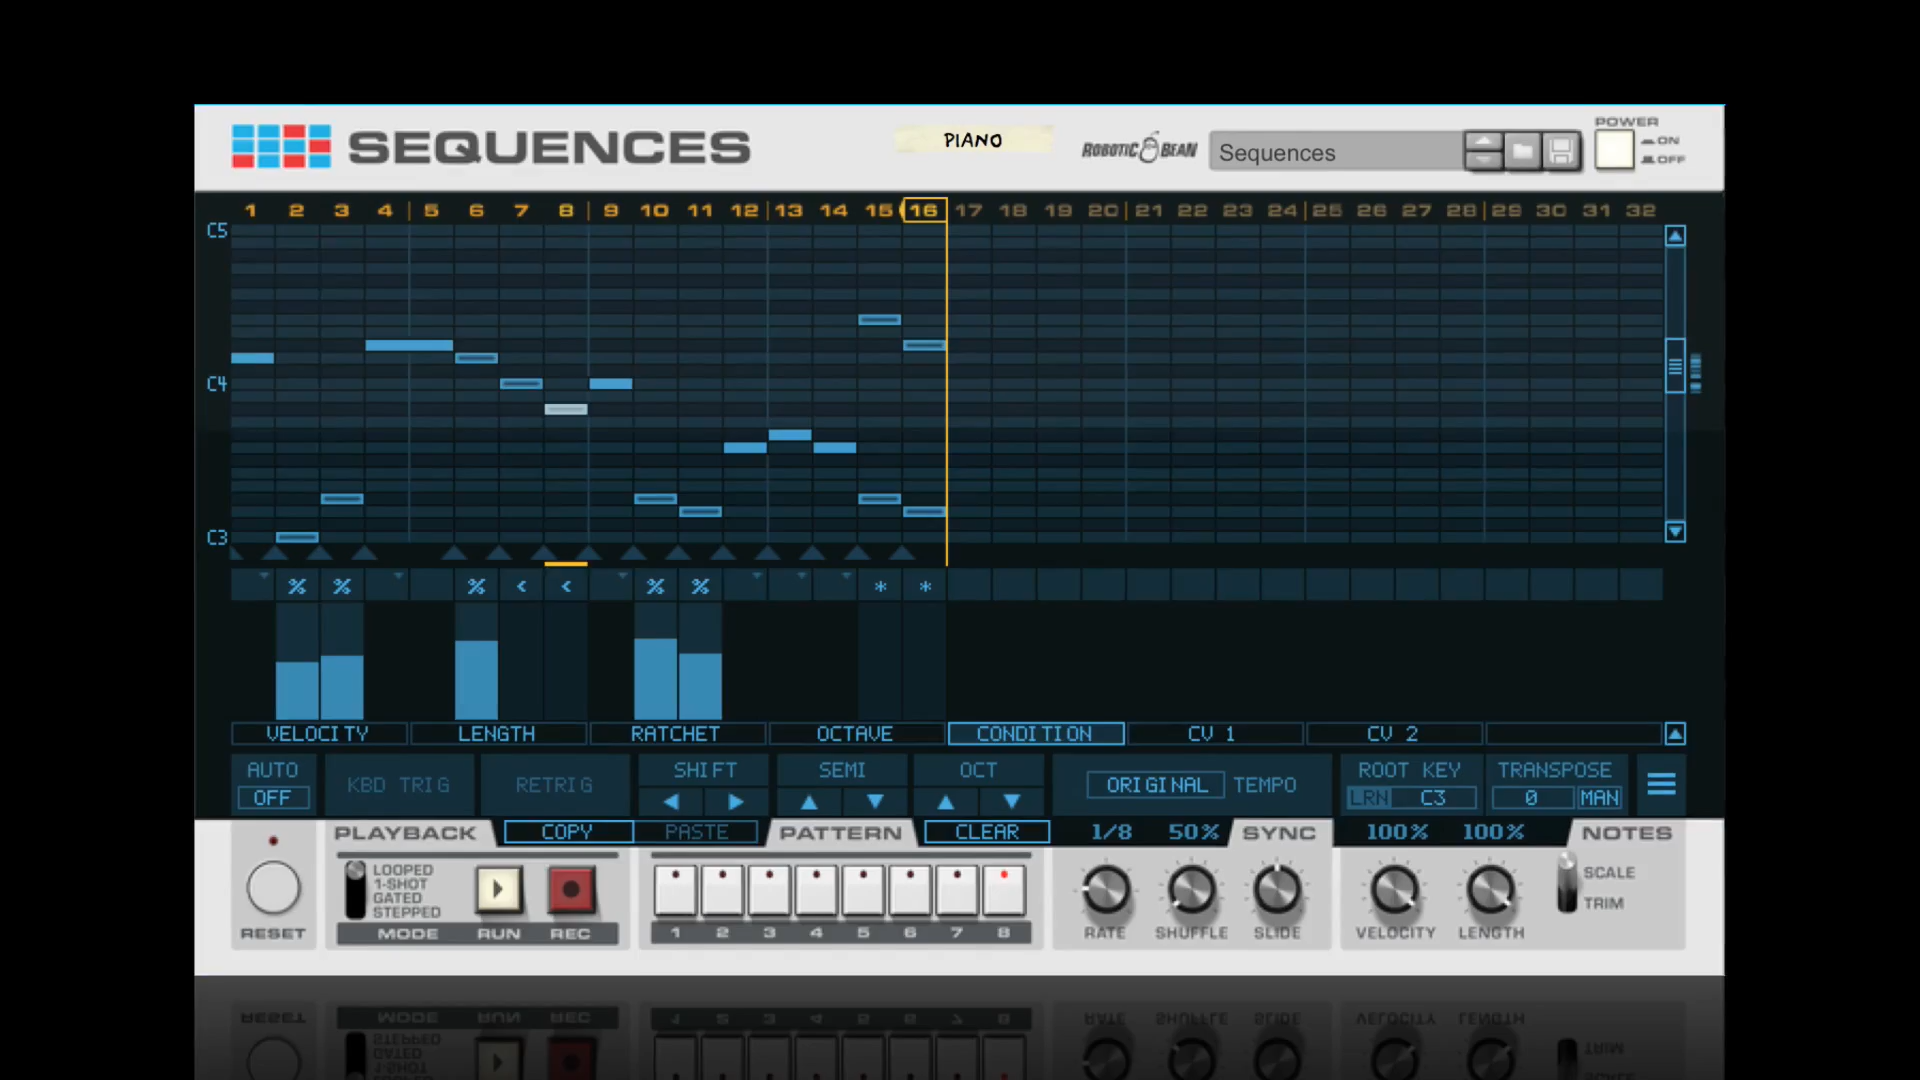 SEQUENCES
PIANO
ROBOTIC BEAN
Sequences
POWER
ON
OFF
1 2 3 4 5 6 7 8 9 10 11 12 13 14 15 16 17 18 19 20 21 22 23 24 25 26 27 28 29 30 31 32
C5
C4
C3
% % % < < % % * *
VELOCITY LENGTH RATCHET OCTAVE CONDITION CV 1 CV 2
AUTO KBD TRIG RETRIG SHIFT SEMI OCT ORIGINAL TEMPO ROOT KEY TRANSPOSE
OFF LRN C3 0 MAN
PLAYBACK COPY PASTE PATTERN CLEAR 1/8 50% SYNC 100% 100% NOTES
LOOPED
1-SHOT
GATED
STEPPED
SCALE
TRIM
RESET MODE RUN REC 1 2 3 4 5 6 7 8 RATE SHUFFLE SLIDE VELOCITY LENGTH